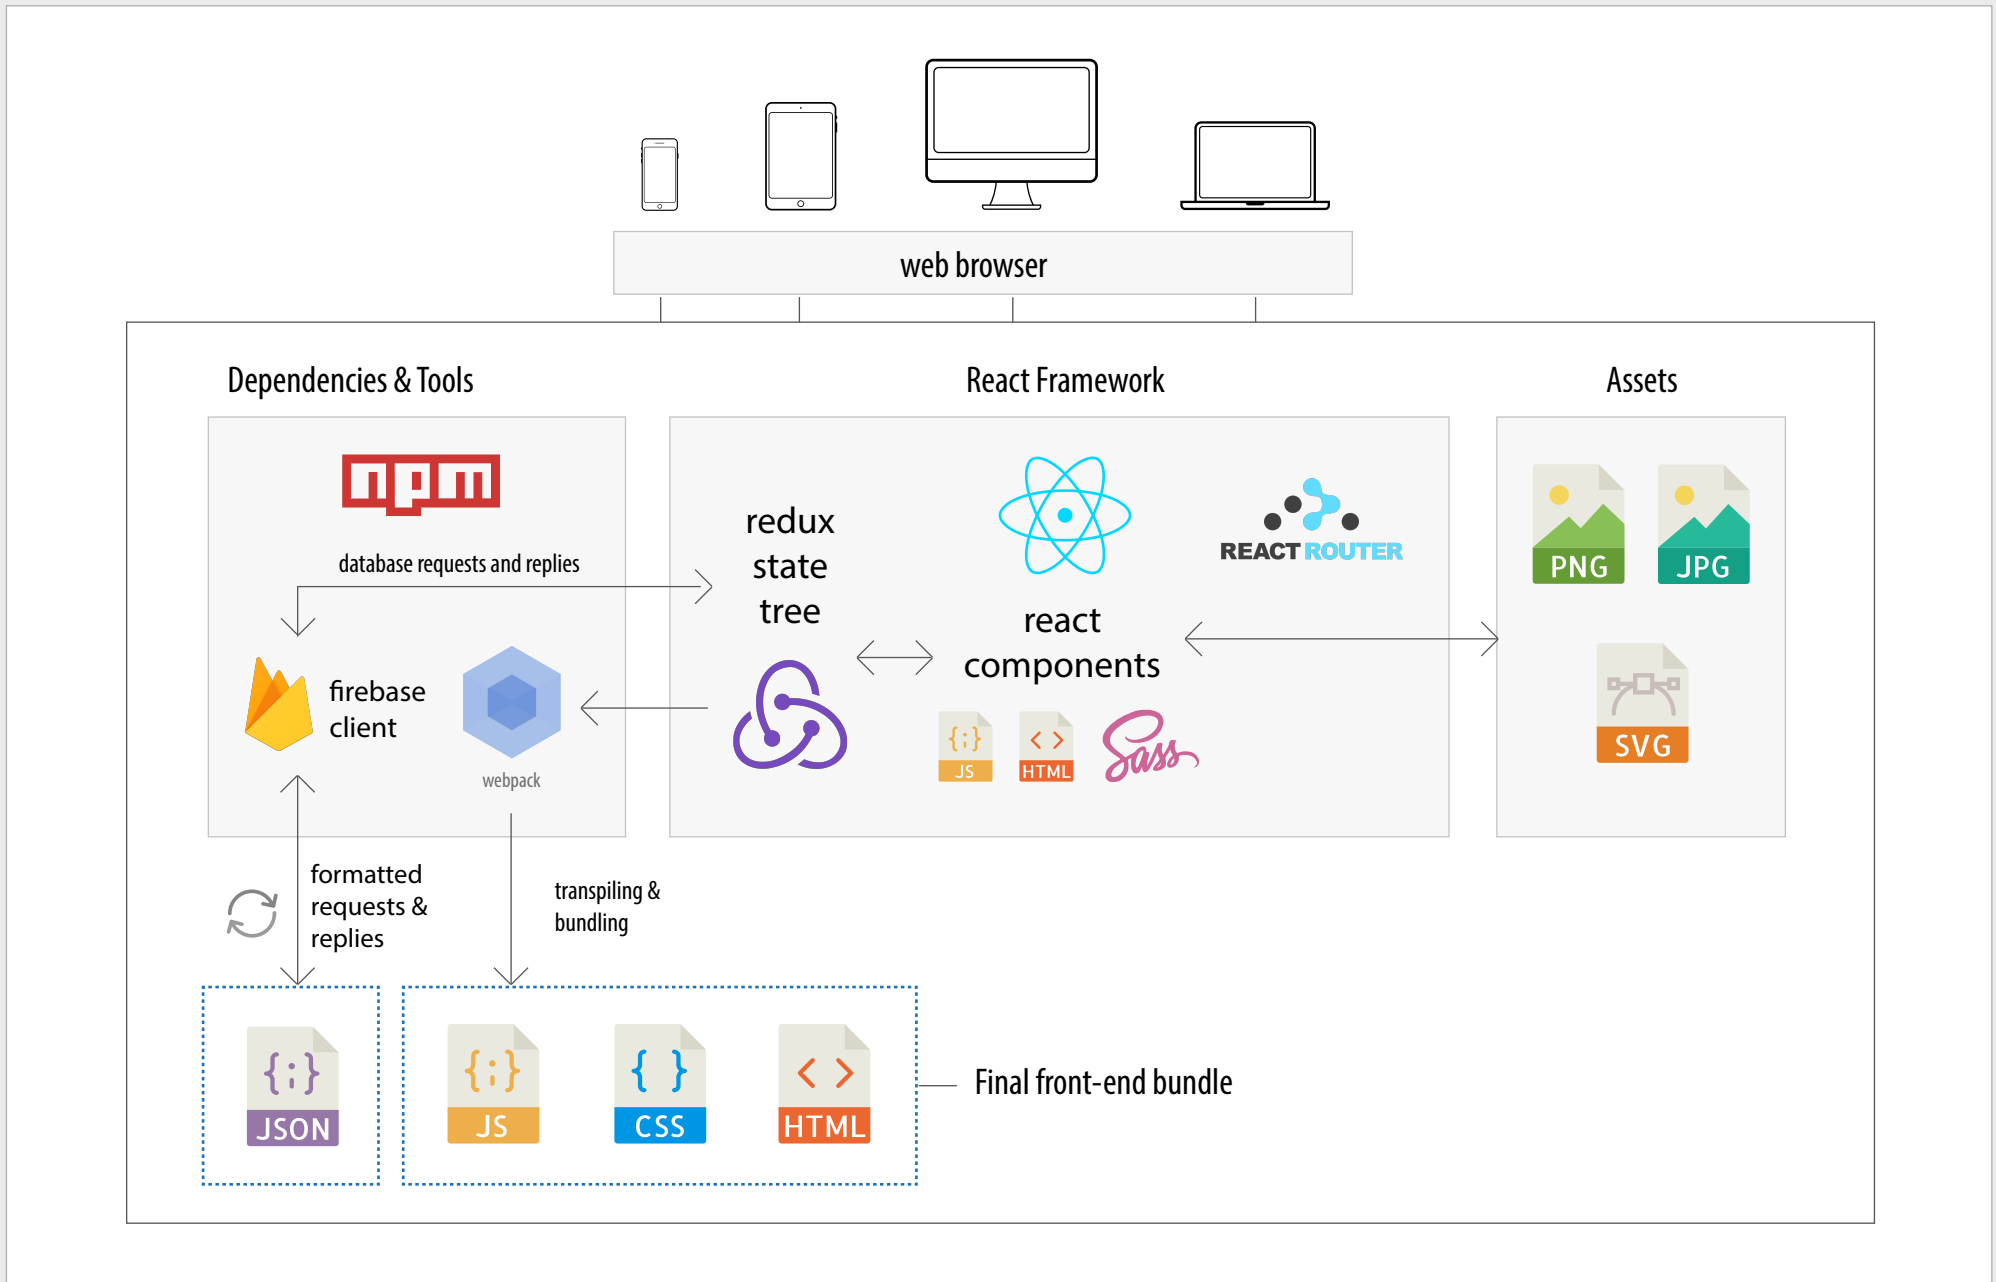 web browser
Dependencies & Tools
React Framework
Assets
npm
database requests and replies
redux
state
tree
REACT ROUTER
react
components
PNG
JPG
firebase
client
webpack
JS
HTML
Sass
SVG
formatted
requests &
replies
transpiling &
bundling
{;}
JSON
{;}
JS
{ }
CSS
< >
HTML
Final front-end bundle